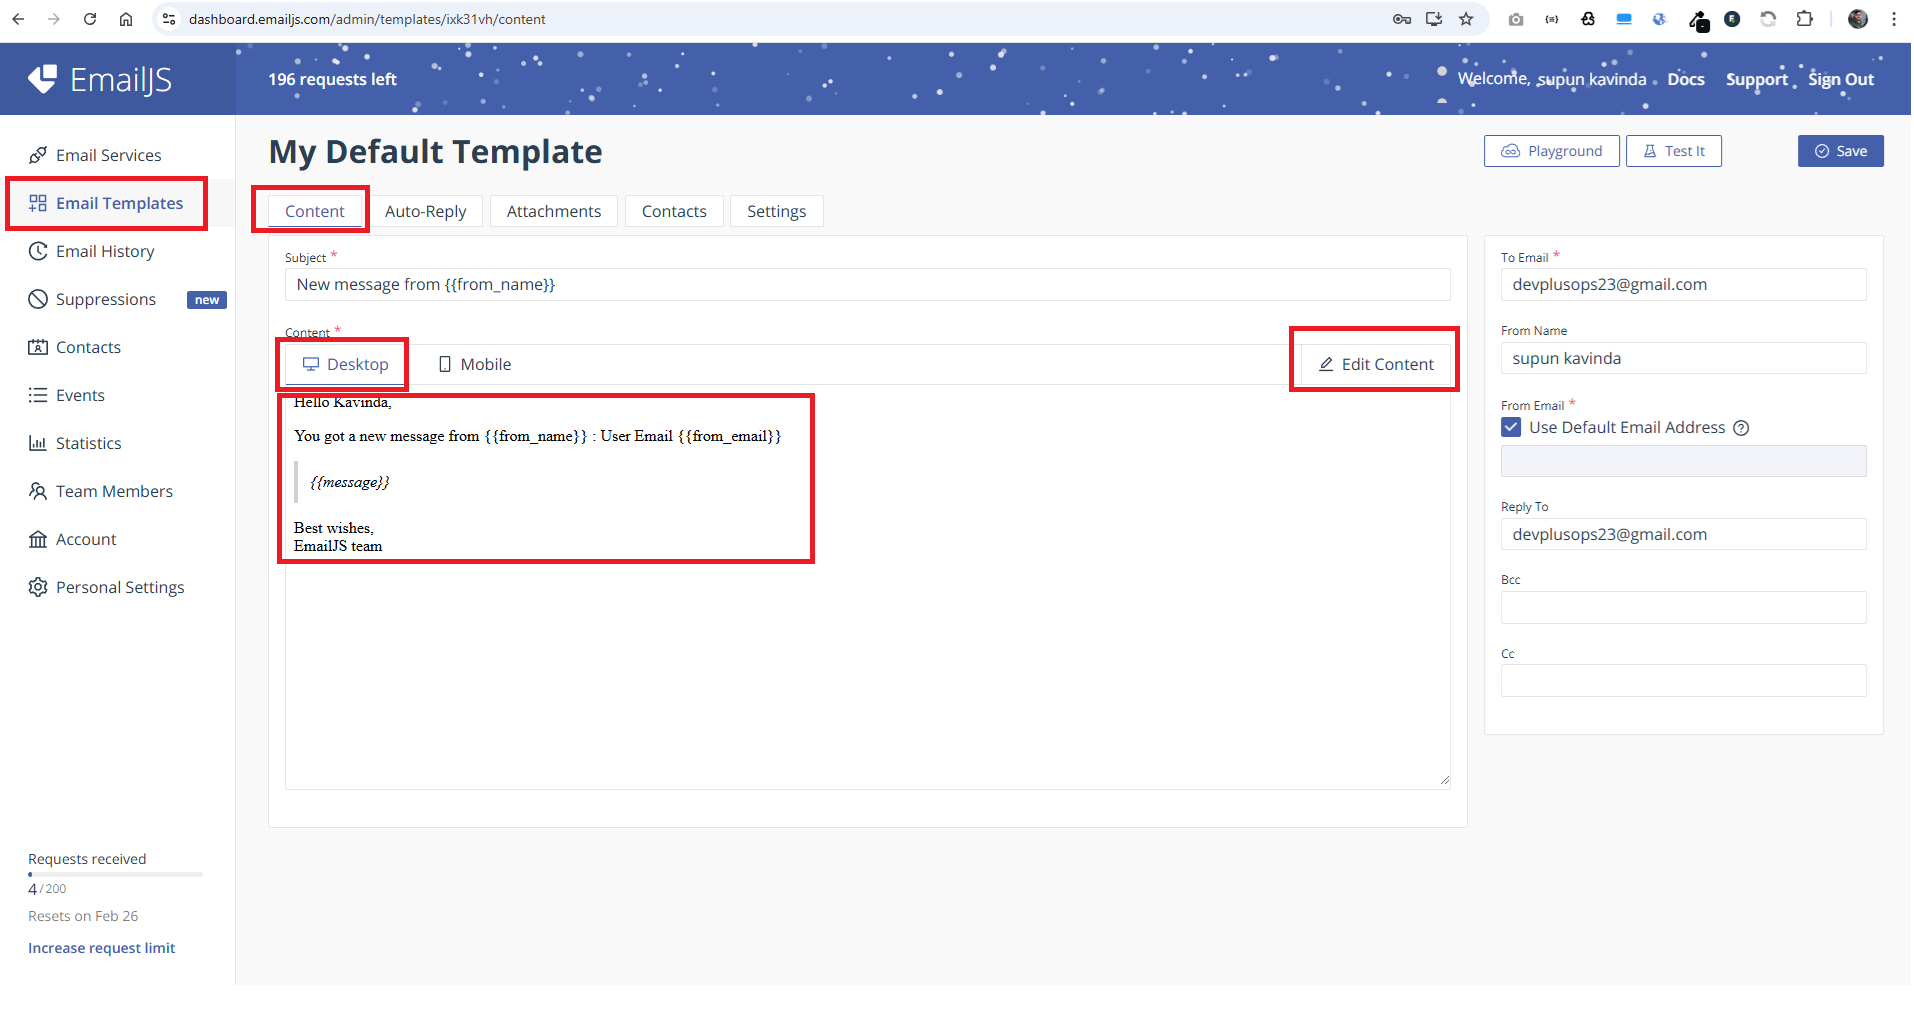 dashboard.emailjs.com/admin/templates/ixk31vh/content
EmailJS
196 requests left
Welcome, supun kavinda
Docs
Support
Sign Out
Email Services
Email Templates
Email History
Suppressions
new
Contacts
Events
Statistics
Team Members
Account
Personal Settings
Requests received
4/200
Resets on Feb 26
Increase request limit
My Default Template
Playground
Test It
Save
Content
Auto-Reply
Attachments
Contacts
Settings
Subject *
New message from {{from_name}}
Content *
Desktop
Mobile
Edit Content
Hello Kavinda,
You got a new message from {{from_name}} : User Email {{from_email}}
{{message}}
Best wishes,
EmailJS team
To Email *
devplusops23@gmail.com
From Name
supun kavinda
From Email *
Use Default Email Address
Reply To
devplusops23@gmail.com
Bcc
Cc